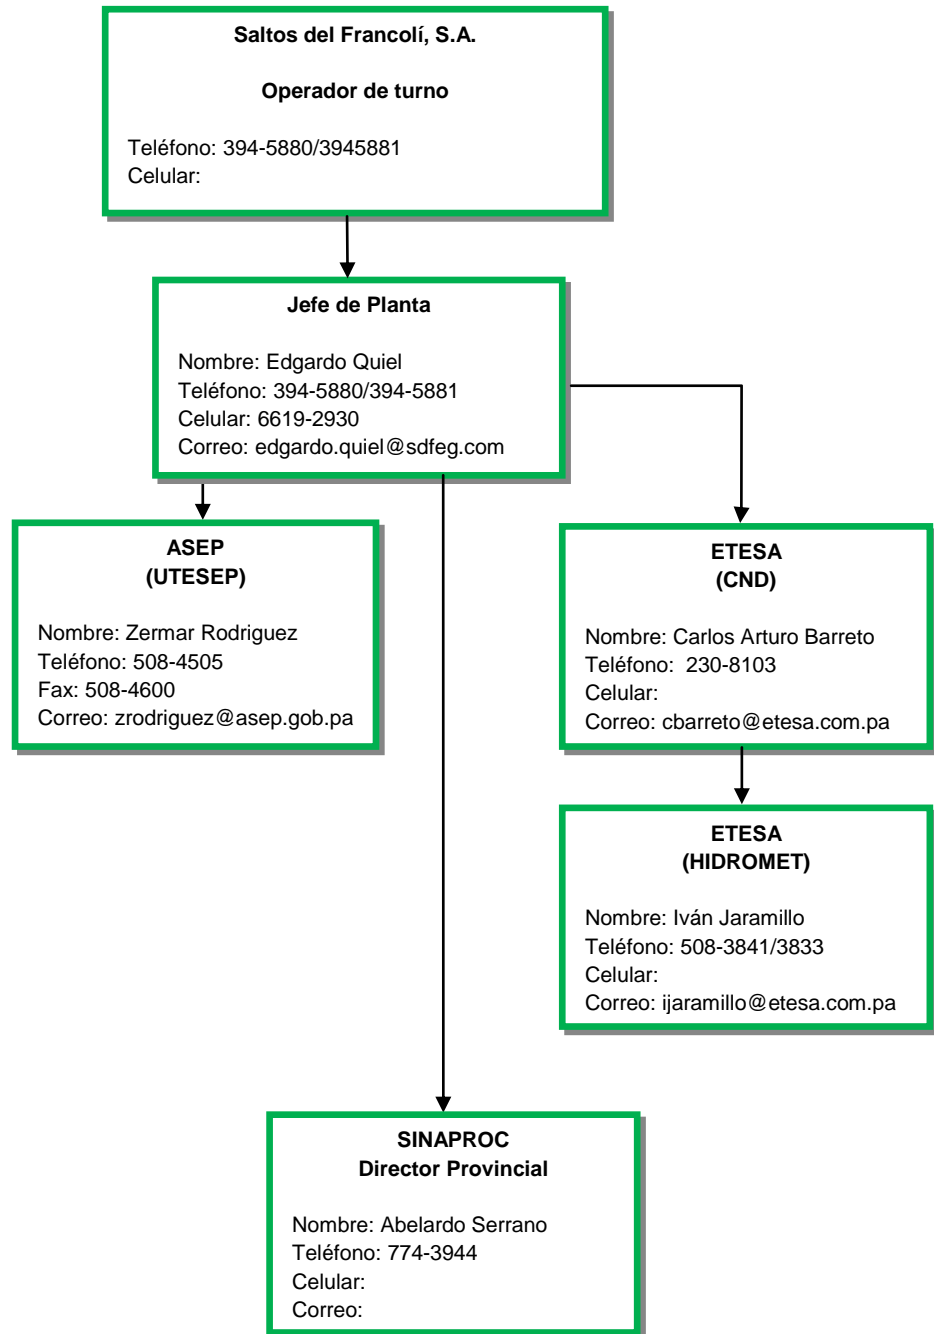 Saltos del Francolí, S.A.
Operador de turno
Teléfono: 394-5880/3945881
Celular:
Jefe de Planta
Nombre: Edgardo Quiel
Teléfono: 394-5880/394-5881
Celular: 6619-2930
Correo: edgardo.quiel@sdfeg.com
ASEP
(UTESEP)
Nombre: Zermar Rodriguez
Teléfono: 508-4505
Fax: 508-4600
Correo: zrodriguez@asep.gob.pa
ETESA
(CND)
Nombre: Carlos Arturo Barreto
Teléfono:  230-8103
Celular:
Correo: cbarreto@etesa.com.pa
ETESA
(HIDROMET)
Nombre: Iván Jaramillo
Teléfono: 508-3841/3833
Celular:
Correo: ijaramillo@etesa.com.pa
SINAPROC
Director Provincial
Nombre: Abelardo Serrano
Teléfono: 774-3944
Celular:
Correo: